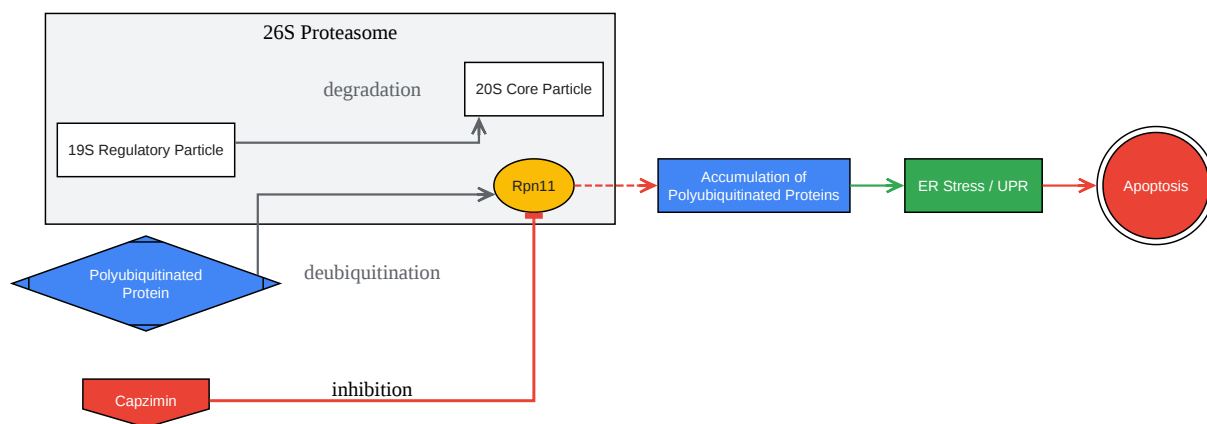 26S Proteasome
degradation
20S Core Particle
19S Regulatory Particle
Rpn11
Accumulation of
Polyubiquitinated Proteins
ER Stress / UPR
Apoptosis
Polyubiquitinated
Protein
deubiquitination
inhibition
Capzimin